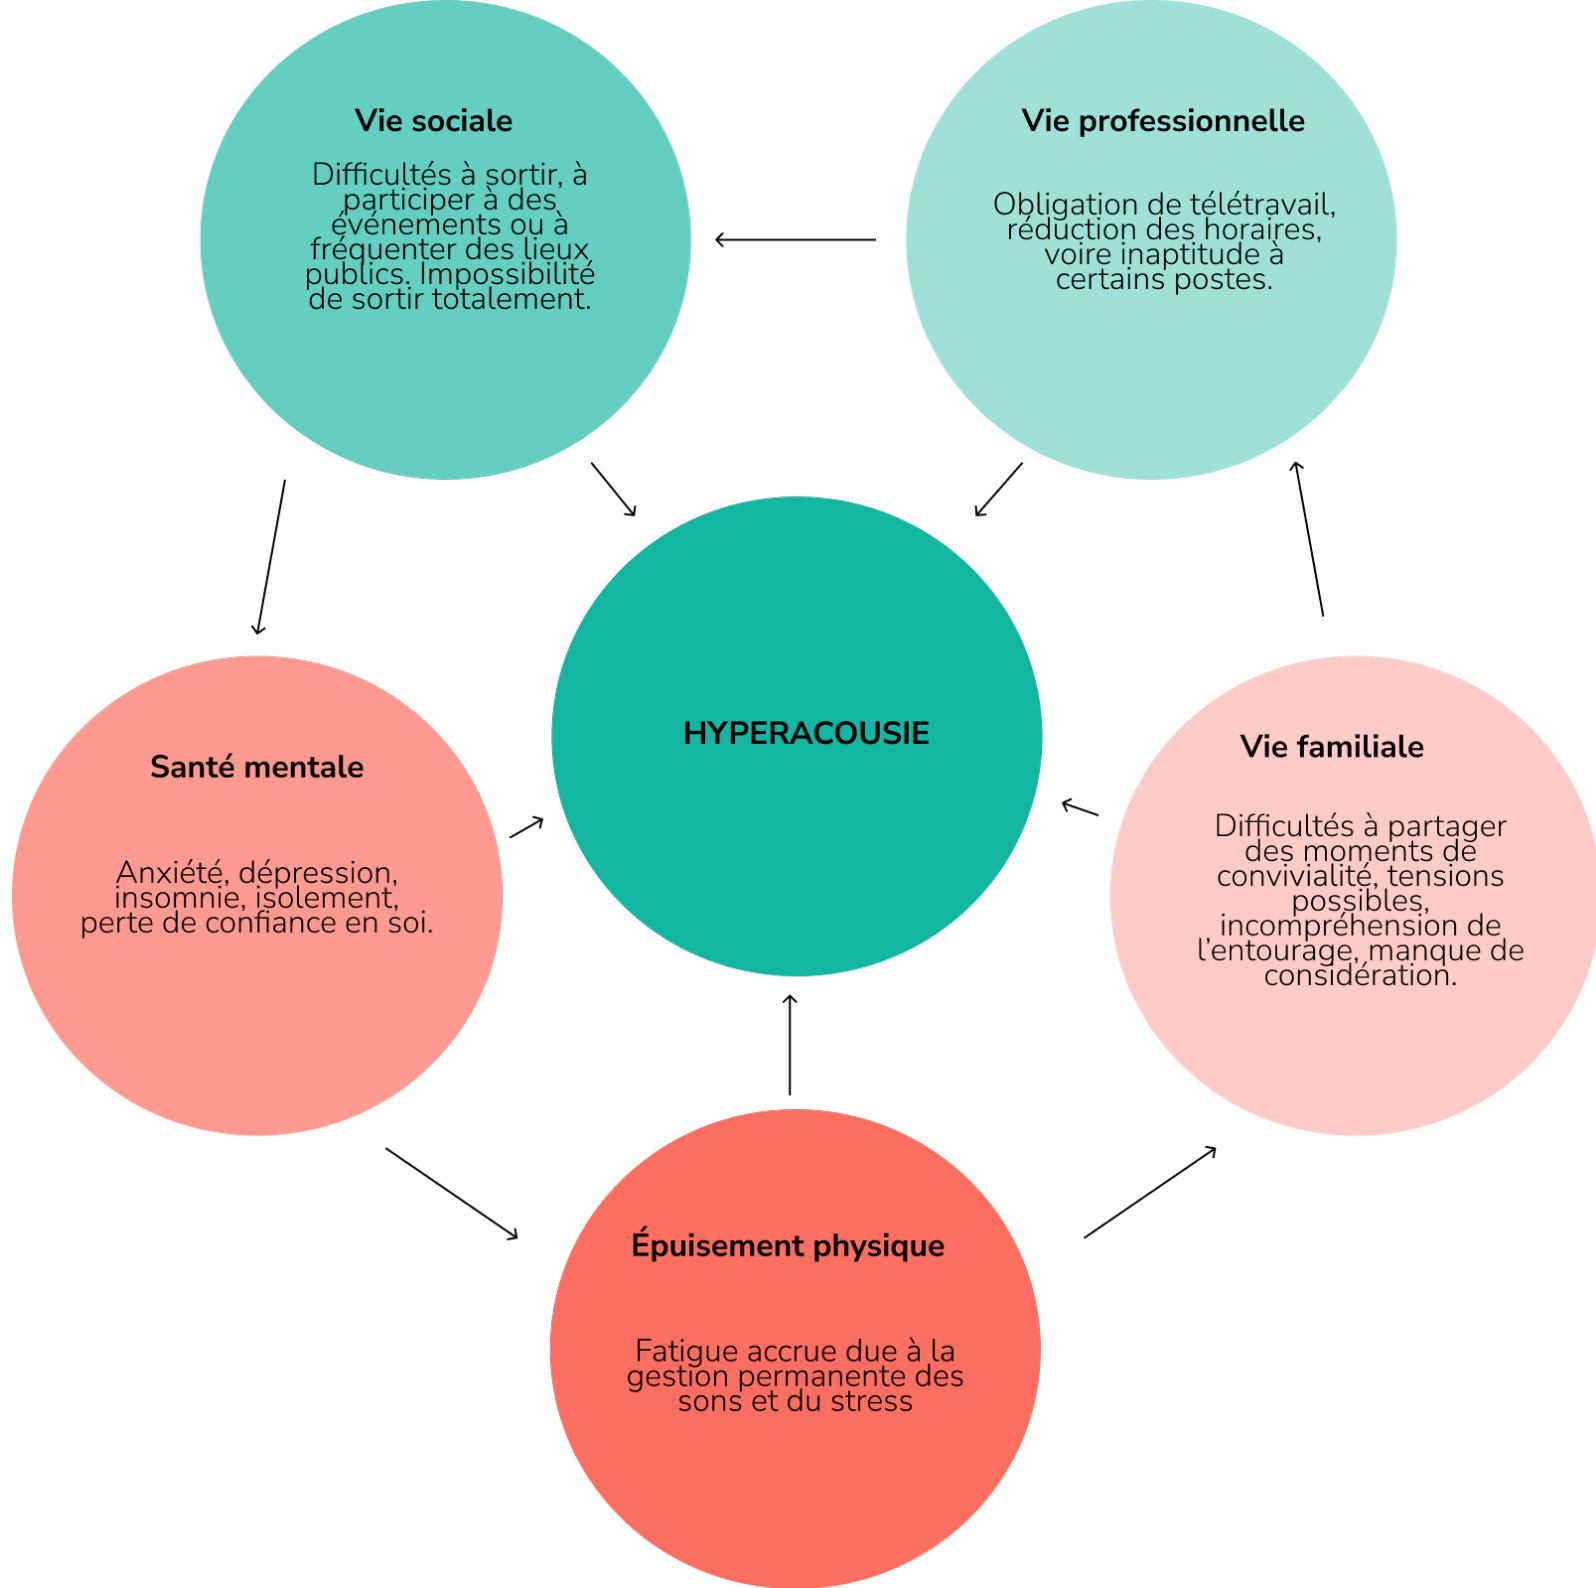 Vie sociale
Difficultés à sortir, à
participer à des
événements ou à
fréquenter des lieux
publics. Impossibilité
de sortir totalement.
Vie professionnelle
Obligation de télétravail,
réduction des horaires,
voire inaptitude à
certains postes.
HYPERACOUSIE
Santé mentale
Anxiété, dépression,
insomnie, isolement,
perte de confiance en soi.
Vie familiale
Difficultés à partager
des moments de
convivialité, tensions
possibles,
incompréhension de
l'entourage, manque de
considération.
Épuisement physique
Fatigue accrue due à la
gestion permanente des
sons et du stress